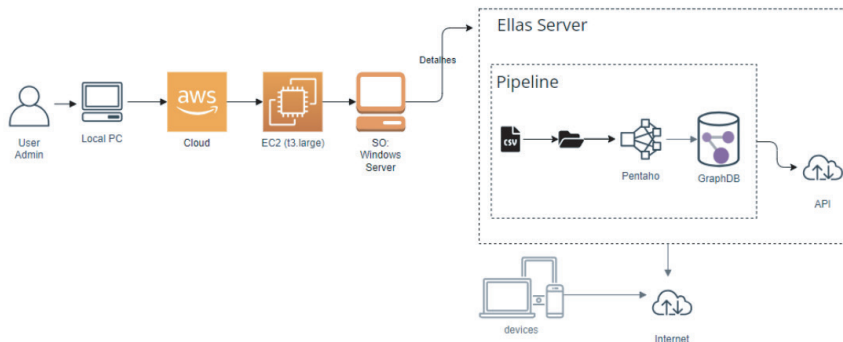 Ellas Server
Detalhes
Pipeline
aws
CSV
User
Admin
Local PC
Cloud
EC2 (t3.large)
SO:
Windows
Server
Pentaho
GraphDB
API
devices
Internet